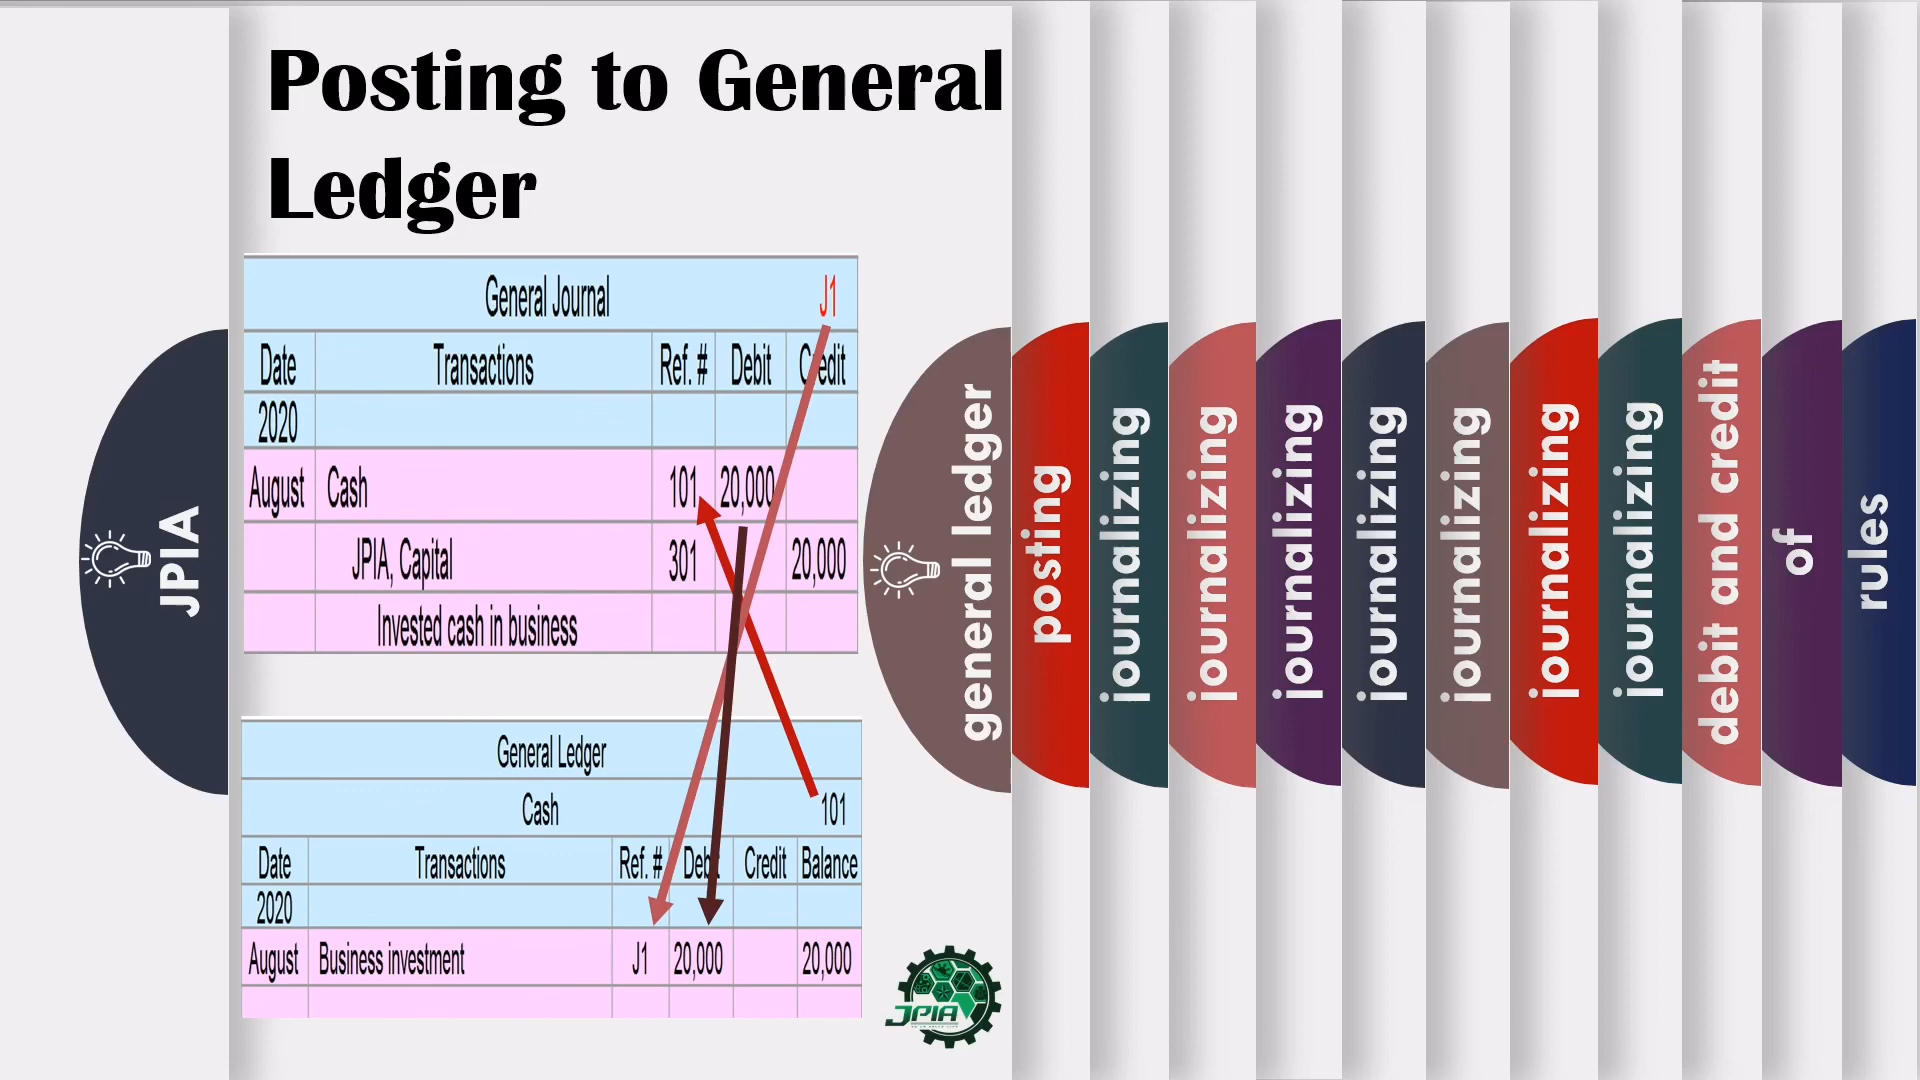 Posting to General
Ledger
General Journal J1
Date Transactions Ref. # Debit Credit
2020
August Cash 101 20,000
JPIA, Capital 301 20,000
Invested cash in business
General Ledger
Cash 101
Date Transactions Ref. # Debit Credit Balance
2020
August Business investment J1 20,000 20,000
JPIA
JPIA
general ledger
posting
journalizing
journalizing
journalizing
journalizing
journalizing
journalizing
journalizing
debit and credit
of
rules